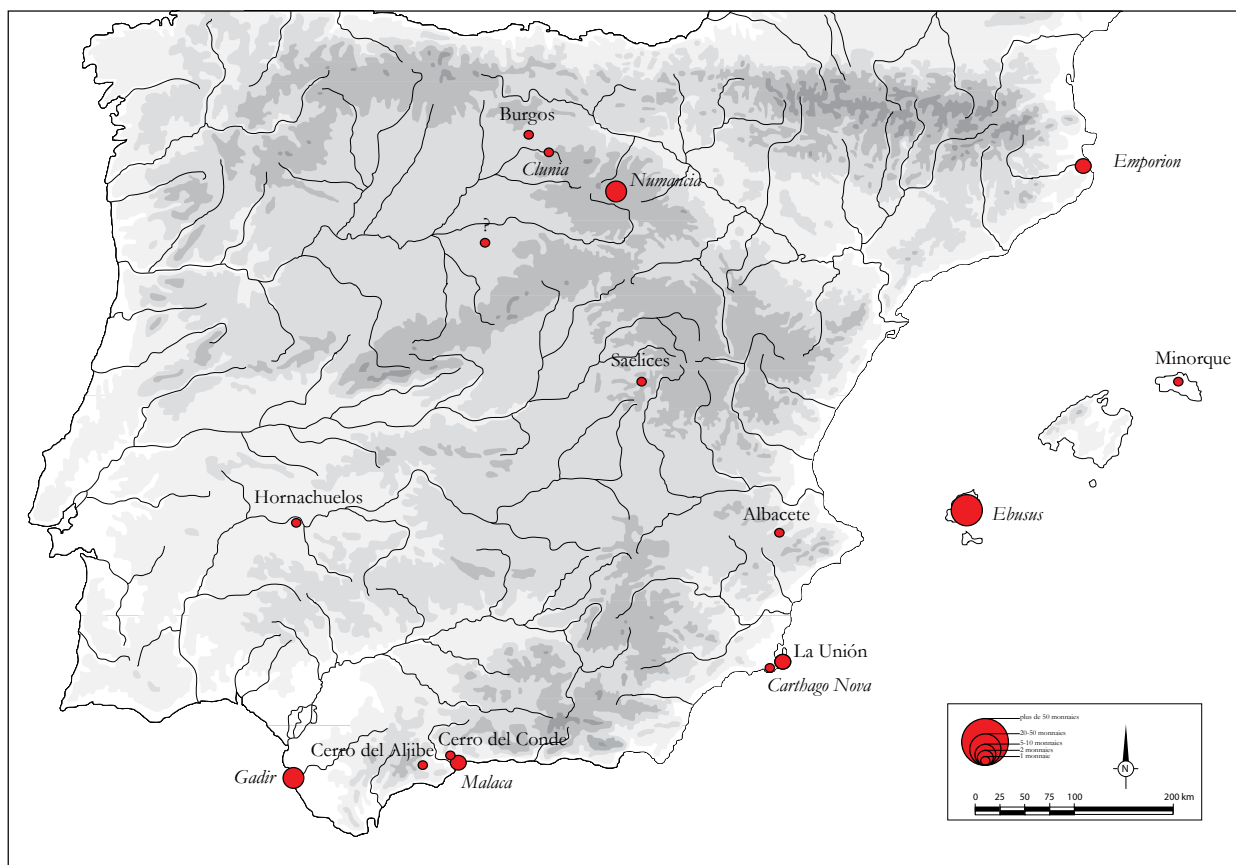 Burgos
Clunia
Numancia
Emporion
?
Saelices
Minorque
Hornachuelos
Albacete
Ebusus
La Unión
Carthago Nova
Cerro del Conde
Cerro del Aljibe
Malaca
Gadir
plus de 50 monnaies
20-50 monnaies
5-10 monnaies
2 monnaies
1 monnaie
N
0 25 50 75 100 200 km